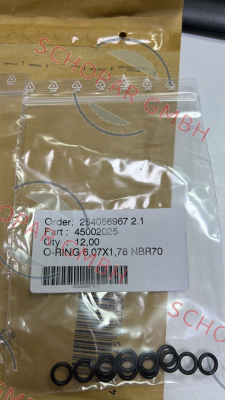 SCHOPAR GMBH
SCHOPAR GMBH
Order: 254056967 2.1
Part : 45002025
Qty : 12,00
O-RING/6,07X1,78 NBR70
SCHOPAR GMBH